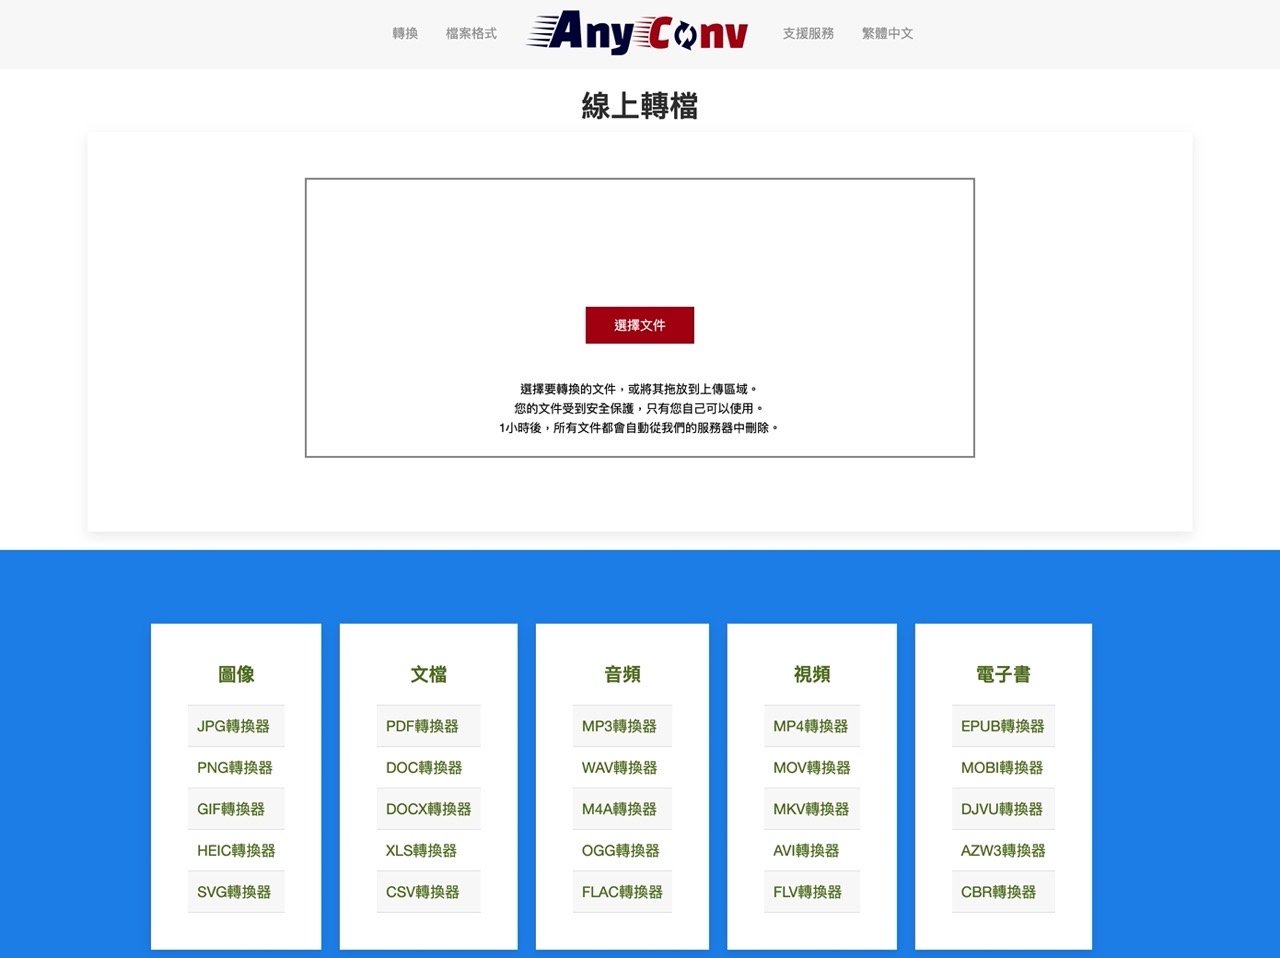 轉換 檔案格式 AnyConv 支援服務 繁體中文
線上轉檔
選擇文件
選擇要轉換的文件，或將其拖放到上傳區域。
您的文件受到安全保護，只有您自己可以使用。
1小時後，所有文件都會自動從我們的服務器中刪除。
圖像
JPG轉換器
PNG轉換器
GIF轉換器
HEIC轉換器
SVG轉換器
文檔
PDF轉換器
DOC轉換器
DOCX轉換器
XLS轉換器
CSV轉換器
音頻
MP3轉換器
WAV轉換器
M4A轉換器
OGG轉換器
FLAC轉換器
視頻
MP4轉換器
MOV轉換器
MKV轉換器
AVI轉換器
FLV轉換器
電子書
EPUB轉換器
MOBI轉換器
DJVU轉換器
AZW3轉換器
CBR轉換器